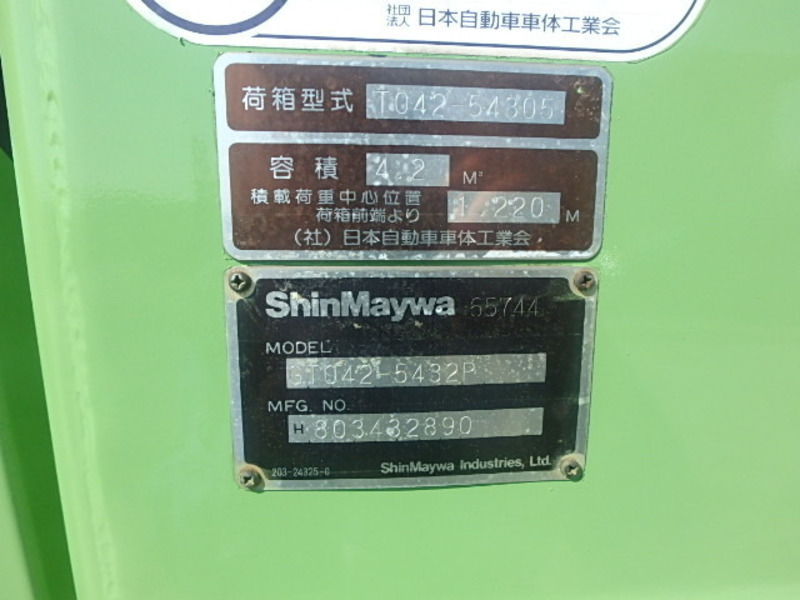 社団
法人 日本自動車車体工業会
荷箱型式 T042-54305
容積 4.2 M³
積載荷重中心位置
荷箱前端より 1.220 M
（社）日本自動車車体工業会
ShinMaywa 65744
MODEL
GT042-5432P
MFG. NO.
H 803432890
203-24325-0 ShinMaywa Industries, Ltd.